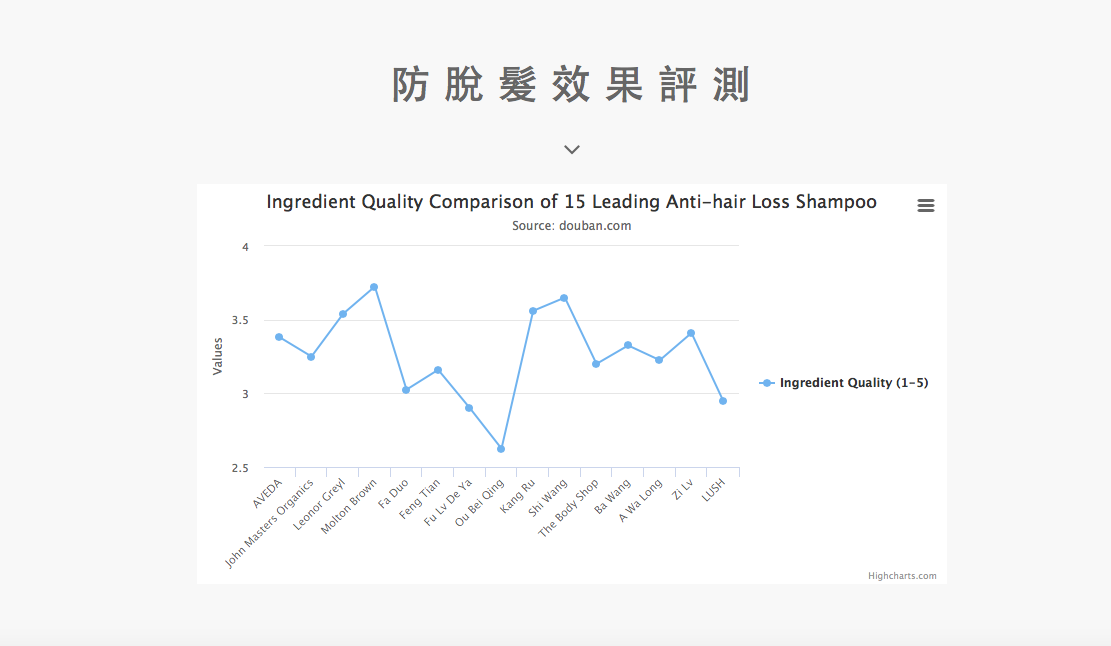 防脫髮效果評測
Ingredient Quality Comparison of 15 Leading Anti-hair Loss Shampoo
Source: douban.com
Values
4
3.5
3
2.5
Ingredient Quality (1-5)
AVEDA
John Masters Organics
Leonor Greyl
Molton Brown
Fa Duo
Feng Tian
Fu Lv De Ya
Ou Bei Qing
Kang Ru
Shi Wang
The Body Shop
Ba Wang
A Wa Long
Zi Lv
LUSH
Highcharts.com